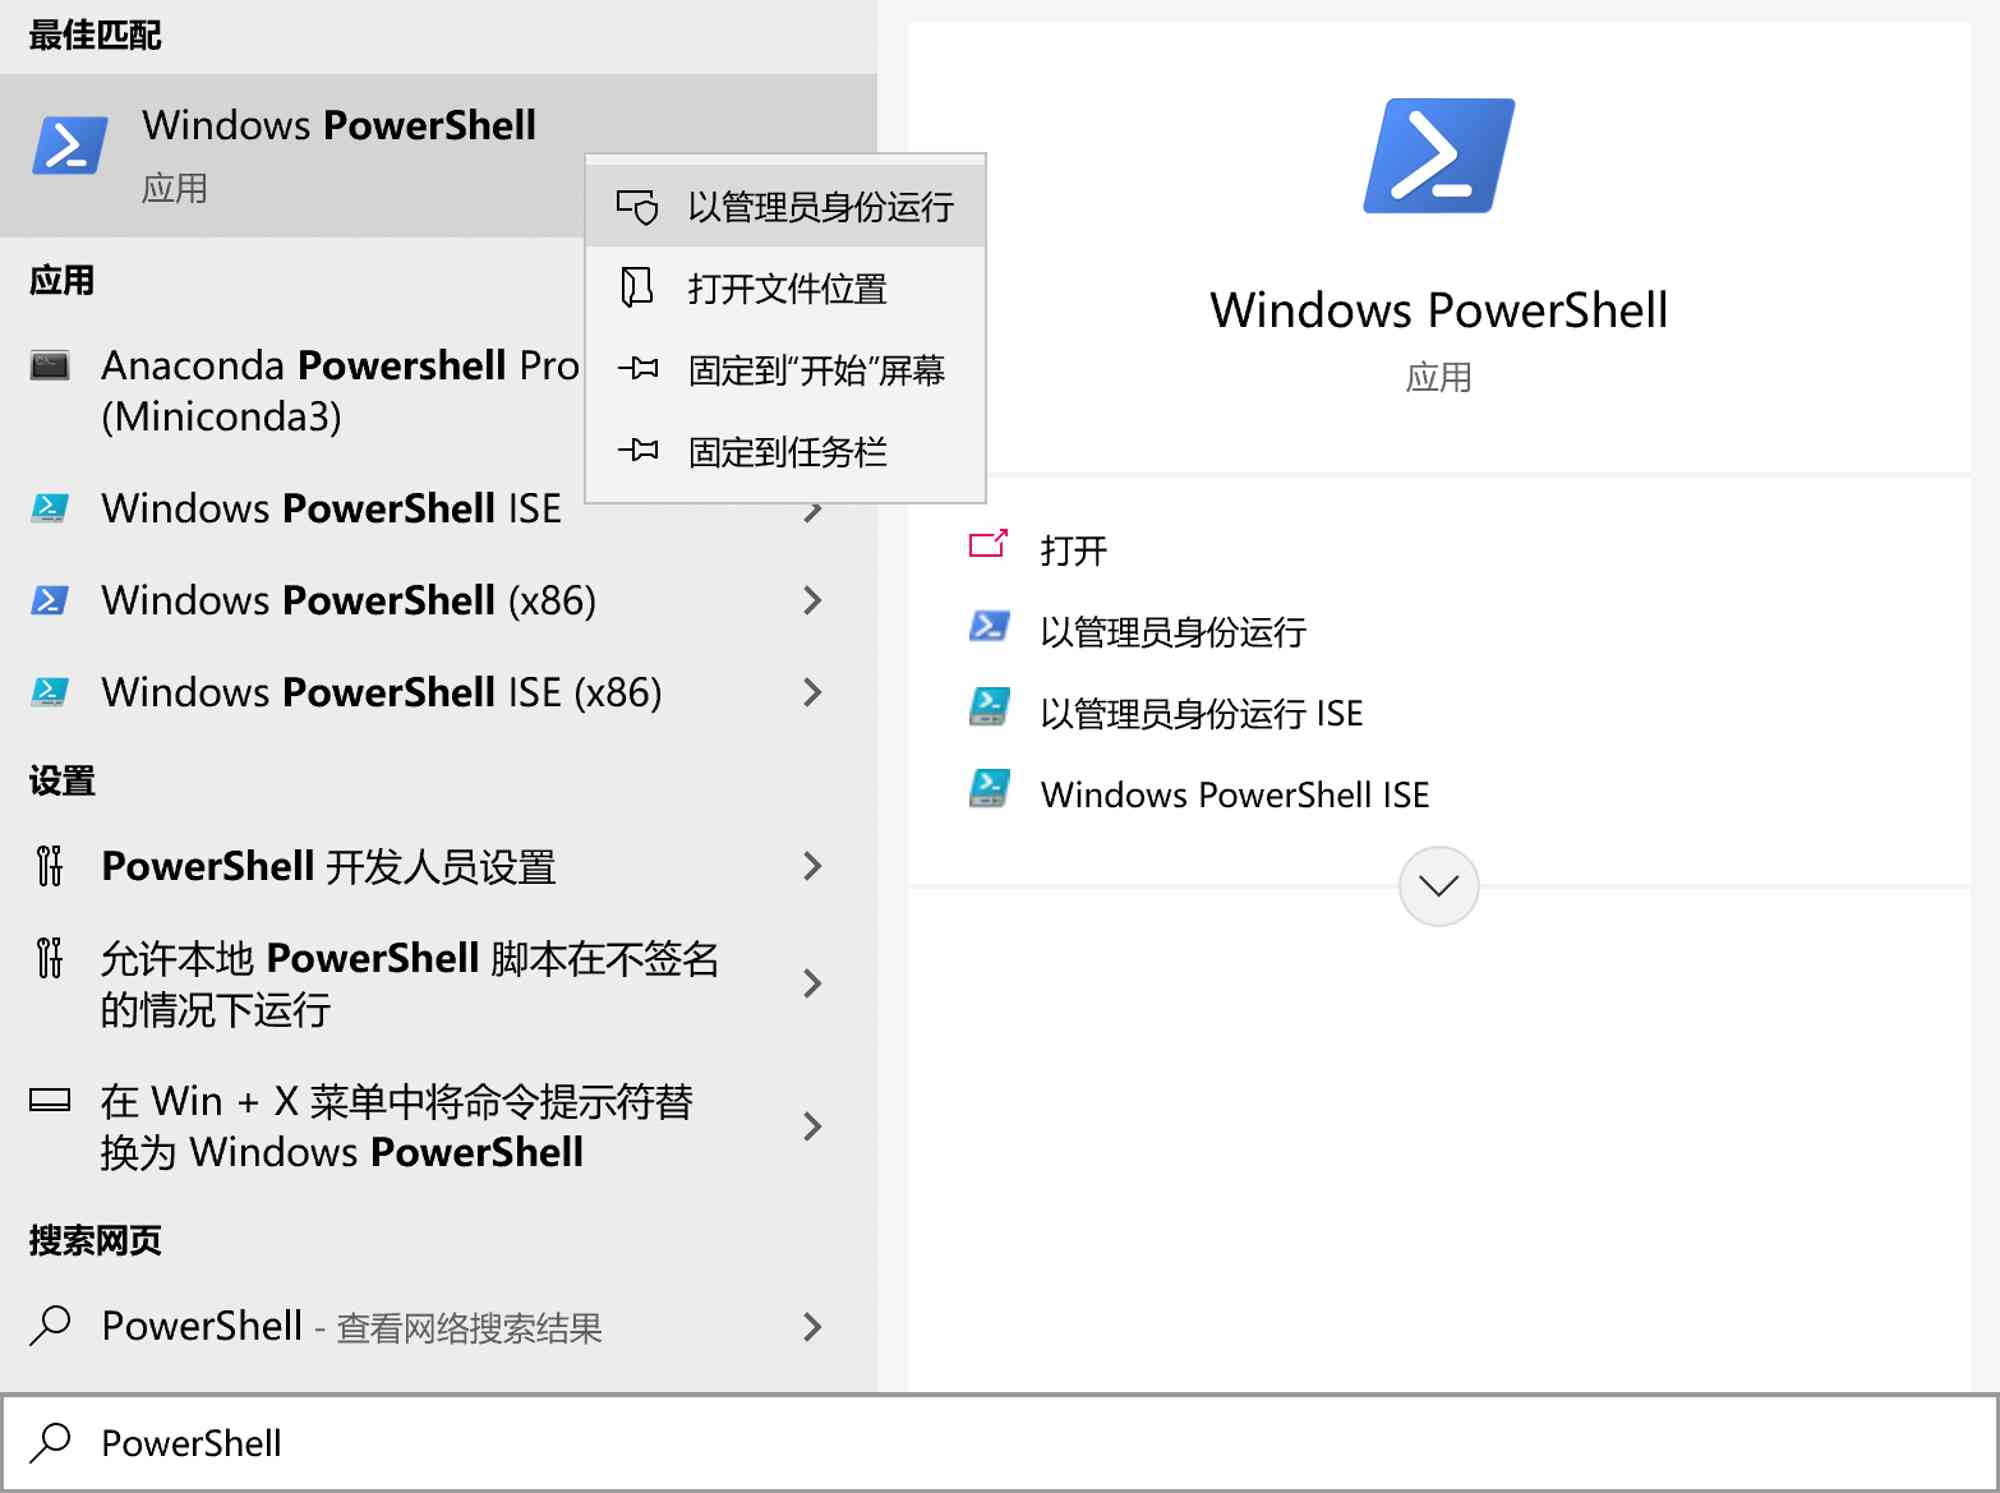 最佳匹配
Windows PowerShell
应用
以管理员身份运行
打开文件位置
固定到“开始”屏幕
固定到任务栏
应用
Anaconda Powershell Pro
(Miniconda3)
Windows PowerShell ISE
Windows PowerShell (x86)
Windows PowerShell ISE (x86)
设置
PowerShell 开发人员设置
允许本地 PowerShell 脚本在不签名
的情况下运行
在 Win + X 菜单中将命令提示符替
换为 Windows PowerShell
搜索网页
PowerShell - 查看网络搜索结果
PowerShell
Windows PowerShell
应用
打开
以管理员身份运行
以管理员身份运行 ISE
Windows PowerShell ISE